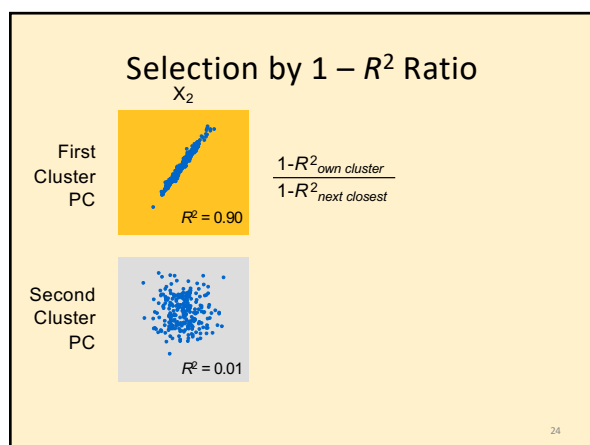 Selection by 1 – R² Ratio
X₂
First
Cluster
PC
R² = 0.90
1-R²own cluster
1-R²next closest
Second
Cluster
PC
R² = 0.01
24